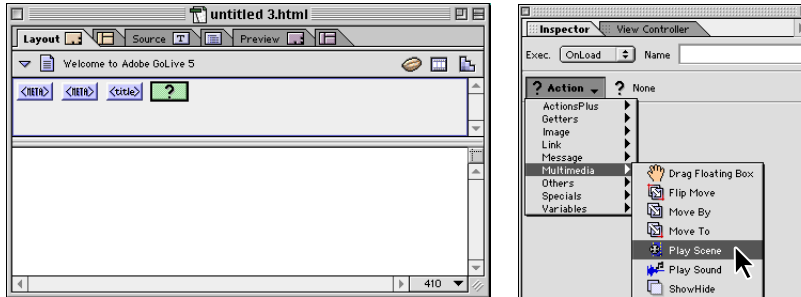 untitled 3.html
Layout Source T Preview
Welcome to Adobe GoLive 5
<META> <META> <title> ?
410
Inspector View Controller
Exec. OnLoad Name
? Action ? None
ActionsPlus
Getters
Image
Link
Message
Multimedia
Others
Specials
Variables
Drag Floating Box
Flip Move
Move By
Move To
Play Scene
Play Sound
ShowHide